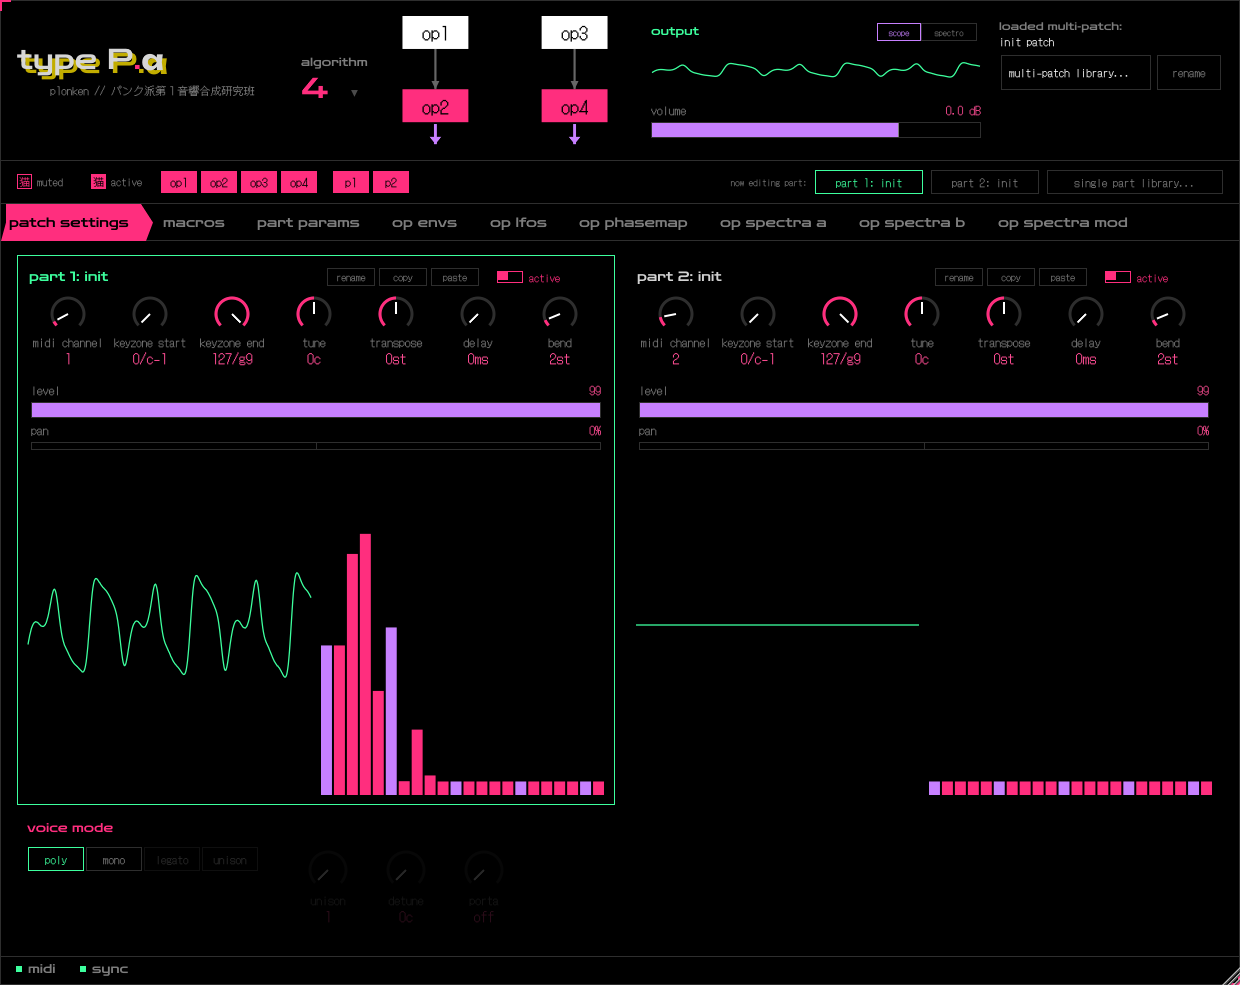 type P.a
plonken // パンク派第1音響合成研究班
algorithm
4
op1
op3
op2
op4
output
scope
spectro
volume
0.0 dB
loaded multi-patch:
init patch
multi-patch library...
rename
猫 muted
猫 active
op1
op2
op3
op4
p1
p2
now editing part:
part 1: init
part 2: init
single part library...
patch settings
macros
part params
op envs
op lfos
op phasemap
op spectra a
op spectra b
op spectra mod
part 1: init
rename
copy
paste
active
midi channel
keyzone start
keyzone end
tune
transpose
delay
bend
1
0/c-1
127/g9
0c
0st
0ms
2st
level
99
pan
0%
part 2: init
rename
copy
paste
active
midi channel
keyzone start
keyzone end
tune
transpose
delay
bend
2
0/c-1
127/g9
0c
0st
0ms
2st
level
99
pan
0%
voice mode
poly
mono
legato
unison
unison
detune
porta
1
0c
off
midi
sync